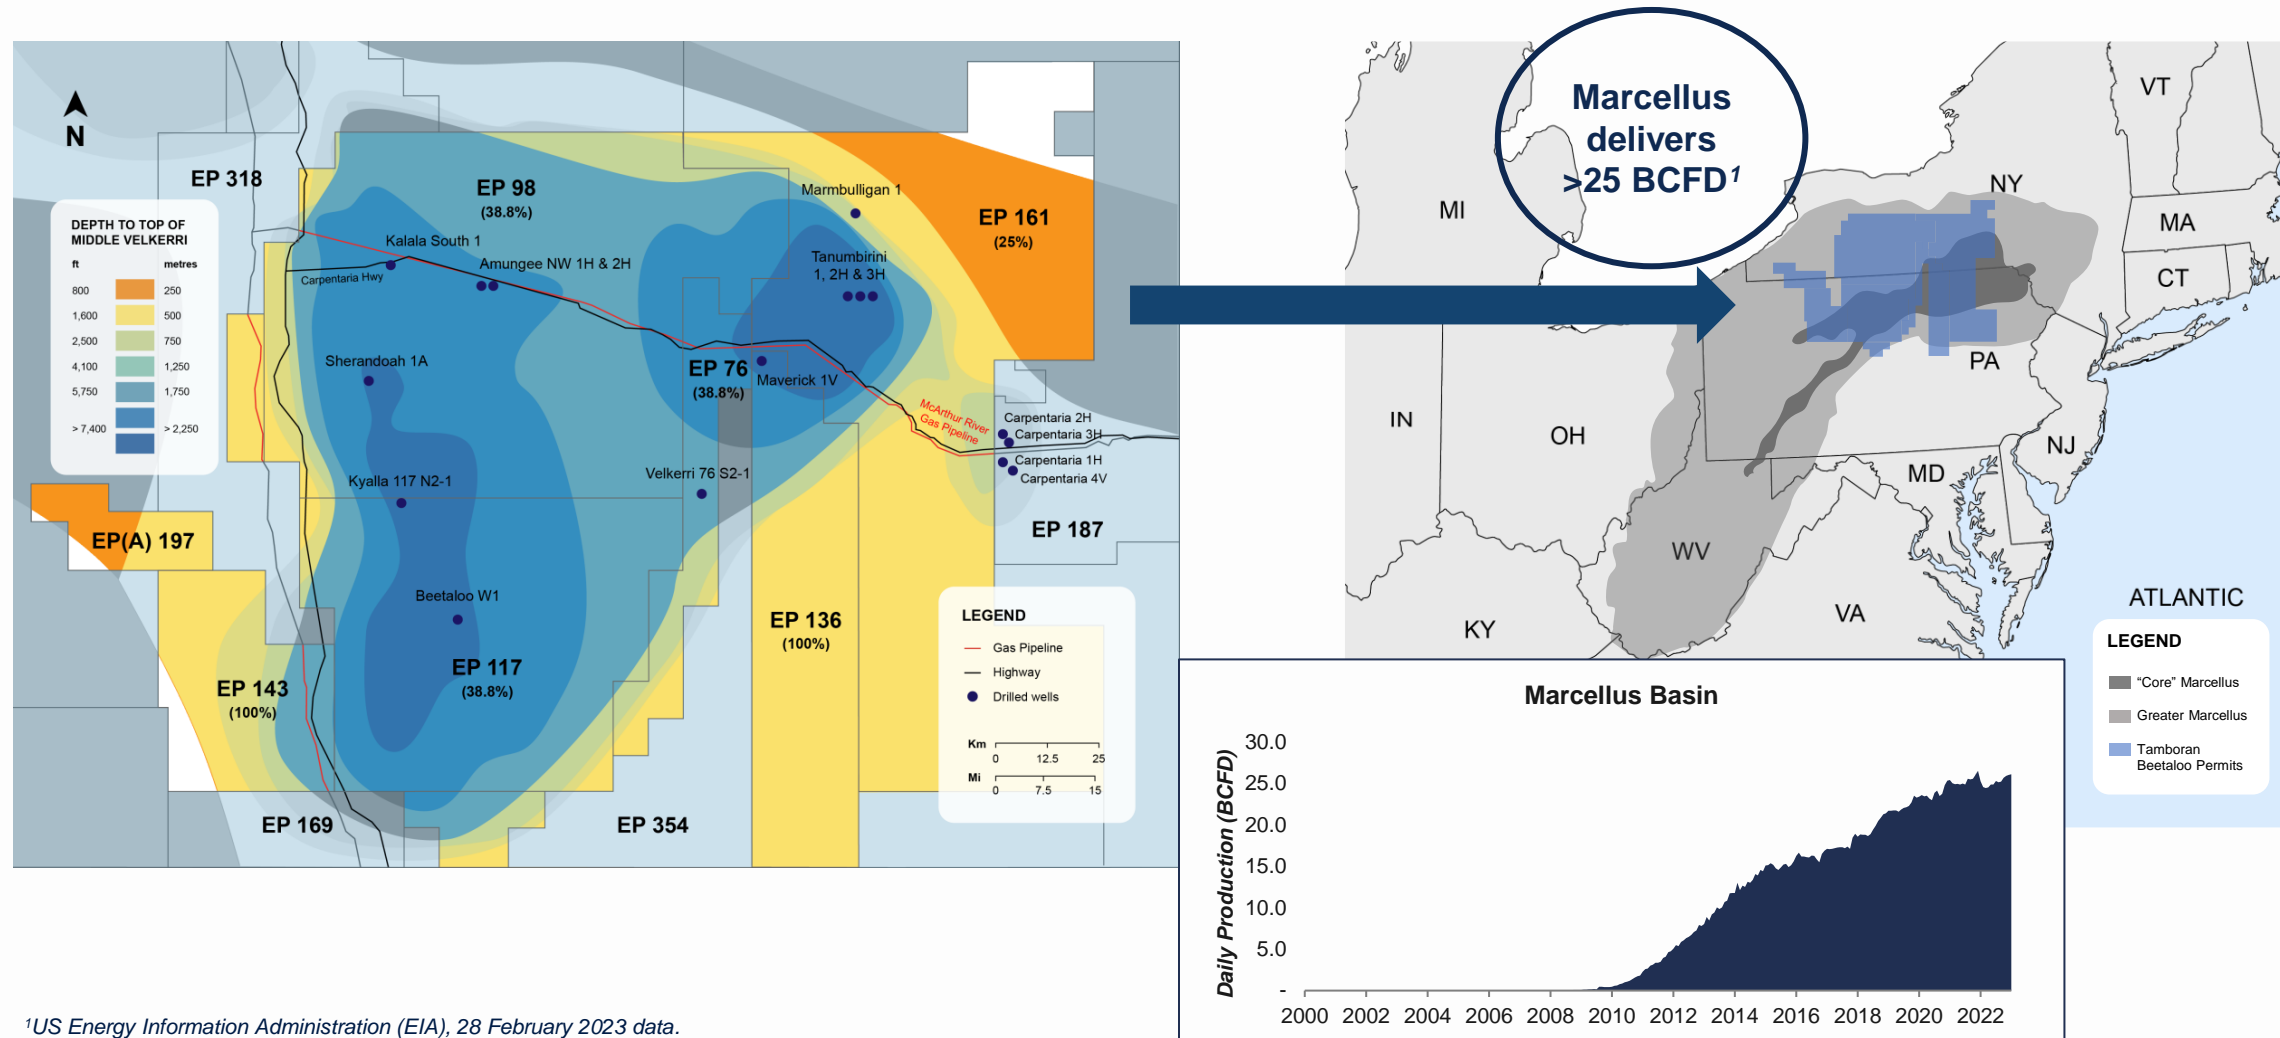 N
EP 318
DEPTH TO TOP OF
MIDDLE VELKERRI
ft metres
800 250
1,600 500
2,500 750
4,100 1,250
5,750 1,750
> 7,400 > 2,250
EP 98
(38.8%)
Marmbulligan 1
EP 161
(25%)
Kalala South 1
Carpentaria Hwy
Amungee NW 1H & 2H
Tanumbirini
1, 2H & 3H
Sherandoah 1A
EP 76
(38.8%)
Maverick 1V
McArthur River
Gas Pipeline
Carpentaria 2H
Carpentaria 3H
Carpentaria 1H
Carpentaria 4V
Kyalla 117 N2-1
Velkerri 76 S2-1
EP 187
EP(A) 197
Beetaloo W1
EP 117
(38.8%)
EP 136
(100%)
EP 143
(100%)
EP 169
EP 354
LEGEND
Gas Pipeline
Highway
Drilled wells
Km
0 12.5 25
Mi
0 7.5 15
Marcellus
delivers
>25 BCFD¹
VT
NY
MI
MA
CT
PA
IN
OH
NJ
MD
WV
VA
KY
ATLANTIC
LEGEND
“Core” Marcellus
Greater Marcellus
Tamboran
Beetaloo Permits
Marcellus Basin
Daily Production (BCFD)
30.0
25.0
20.0
15.0
10.0
5.0
-
2000 2002 2004 2006 2008 2010 2012 2014 2016 2018 2020 2022
¹US Energy Information Administration (EIA), 28 February 2023 data.